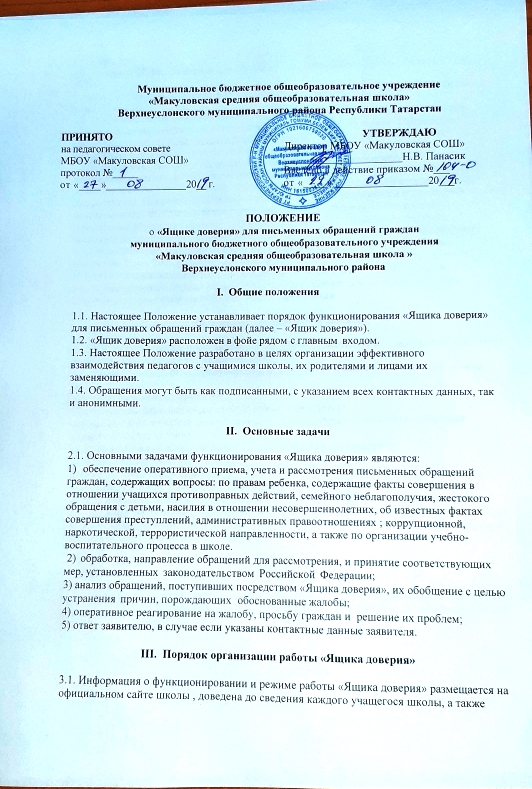 Муниципальное бюджетное общеобразовательное учреждение
«Макуловская средняя общеобразовательная школа»
Верхнеуслонского муниципального района Республики Татарстан
ПРИНЯТО
на педагогическом совете
МБОУ «Макуловская СОШ»
протокол № 1
от « 27 » 08 2019г.
УТВЕРЖДАЮ
Директор МБОУ «Макуловская СОШ»
Н.В. Панасик
действие приказом № 104-О
от « 08 2019г.
ПОЛОЖЕНИЕ
о «Ящике доверия» для письменных обращений граждан
муниципального бюджетного общеобразовательного учреждения
«Макуловская средняя общеобразовательная школа »
Верхнеуслонского муниципального района
I. Общие положения
1.1. Настоящее Положение устанавливает порядок функционирования «Ящика доверия»
для письменных обращений граждан (далее – «Ящик доверия»).
1.2. «Ящик доверия» расположен в фойе рядом с главным входом.
1.3. Настоящее Положение разработано в целях организации эффективного
взаимодействия педагогов с учащимися школы, их родителями и лицами их
заменяющими.
1.4. Обращения могут быть как подписанными, с указанием всех контактных данных, так
и анонимными.
II. Основные задачи
2.1. Основными задачами функционирования «Ящика доверия» являются:
1) обеспечение оперативного приема, учета и рассмотрения письменных обращений
граждан, содержащих вопросы: по правам ребенка, содержащие факты совершения в
отношении учащихся противоправных действий, семейного неблагополучия, жестокого
обращения с детьми, насилия в отношении несовершеннолетних, об известных фактах
совершения преступлений, административных правоотношениях ; коррупционной,
наркотической, террористической направленности, а также по организации учебно-
воспитательного процесса в школе.
2) обработка, направление обращений для рассмотрения, и принятие соответствующих
мер, установленных законодательством Российской Федерации;
3) анализ обращений, поступивших посредством «Ящика доверия», их обобщение с целью
устранения причин, порождающих обоснованные жалобы;
4) оперативное реагирование на жалобу, просьбу граждан и решение их проблем;
5) ответ заявителю, в случае если указаны контактные данные заявителя.
III. Порядок организации работы «Ящика доверия»
3.1. Информация о функционировании и режиме работы «Ящика доверия» размещается на
официальном сайте школы , доведена до сведения каждого учащегося школы, а также